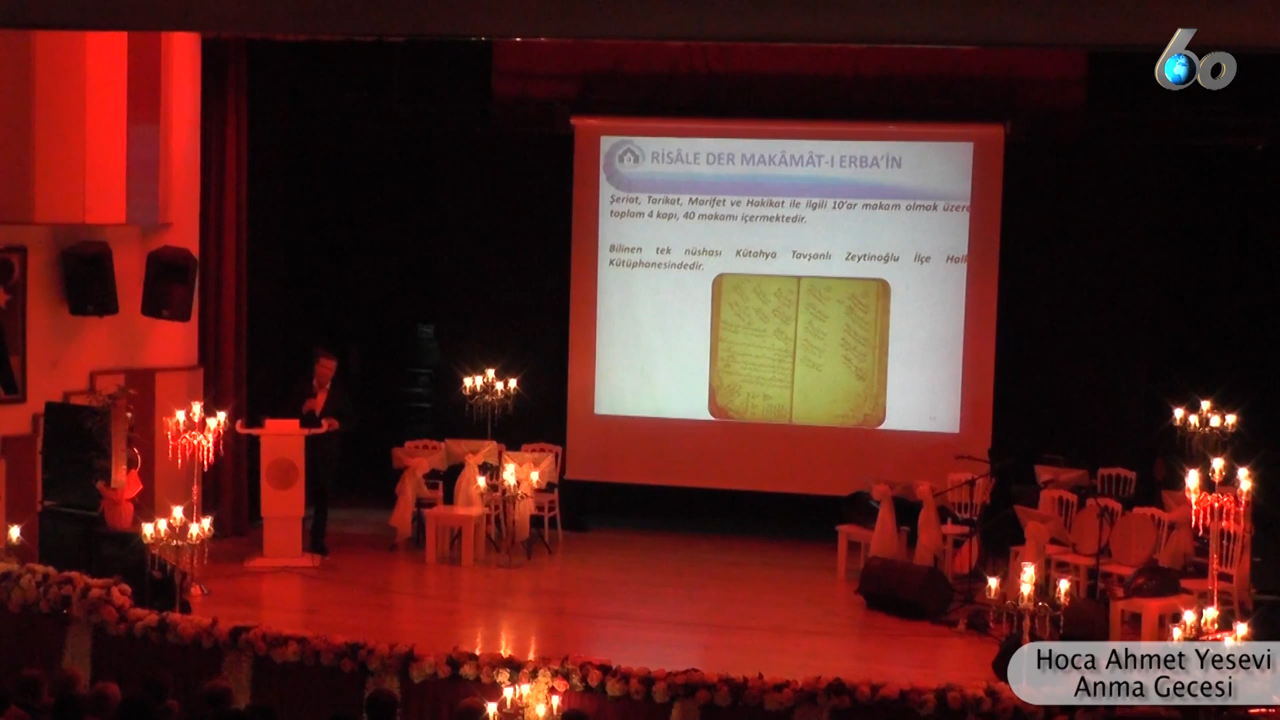 60
RİSÂLE DER MAKÂMÂT-I ERBA'İN
Şeriat, Tarikat, Marifet ve Hakikat ile ilgili 10'ar makam olmak üzere
toplam 4 kapı, 40 makamı içermektedir.
Bilinen tek nüshası Kütahya Tavşanlı Zeytinoğlu İlçe Halk
Kütüphanesindedir.
Hoca Ahmet Yesevi
Anma Gecesi